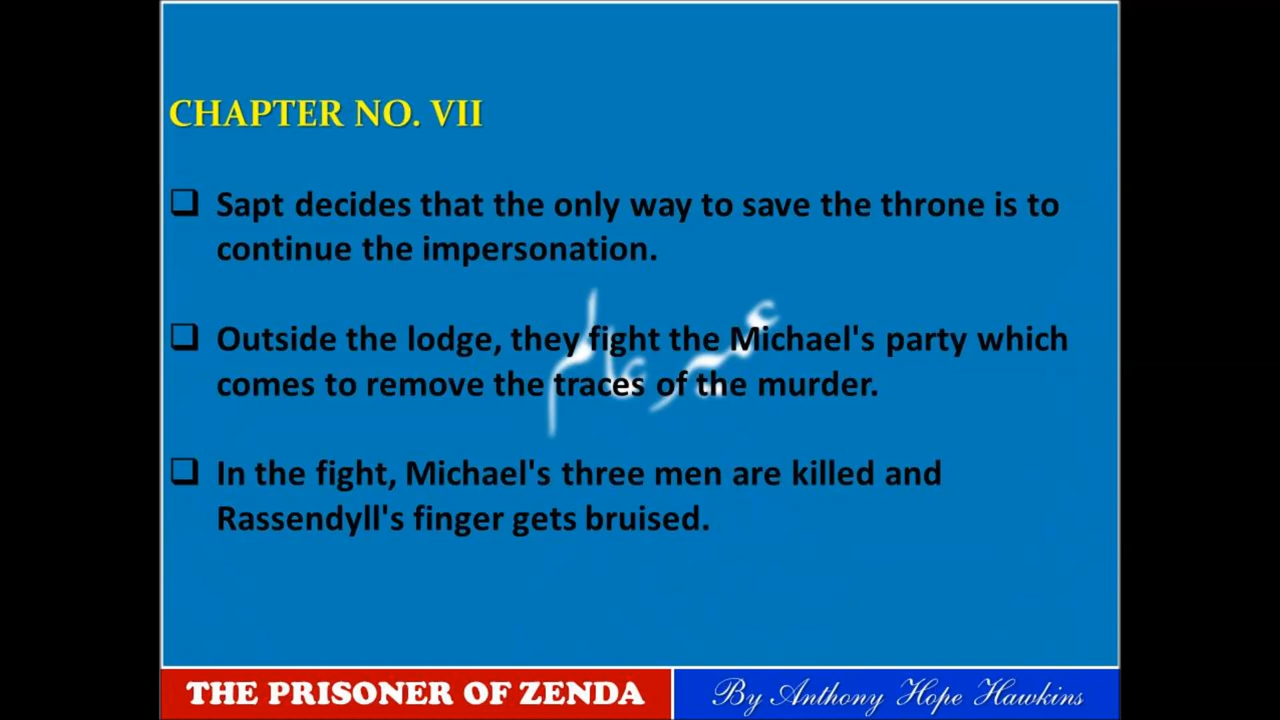 CHAPTER NO. VII
Sapt decides that the only way to save the throne is to
continue the impersonation.
Outside the lodge, they fight the Michael's party which
comes to remove the traces of the murder.
In the fight, Michael's three men are killed and
Rassendyll's finger gets bruised.
THE PRISONER OF ZENDA
By Anthony Hope Hawkins